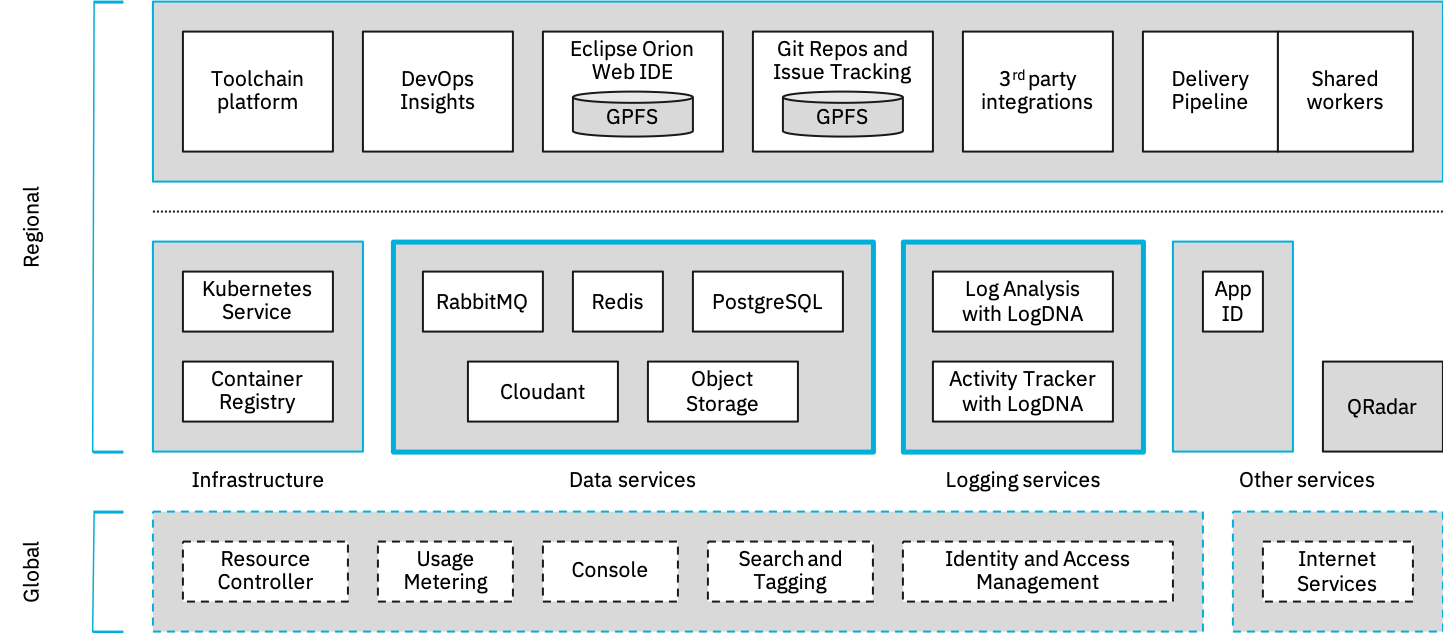 Regional
Toolchain
platform
DevOps
Insights
Eclipse Orion
Web IDE
GPFS
Git Repos and
Issue Tracking
GPFS
3rd party
integrations
Delivery
Pipeline
Shared
workers
Kubernetes
Service
Container
Registry
Infrastructure
RabbitMQ
Redis
PostgreSQL
Cloudant
Object
Storage
Data services
Log Analysis
with LogDNA
Activity Tracker
with LogDNA
Logging services
App
ID
QRadar
Other services
Global
Resource
Controller
Usage
Metering
Console
Search and
Tagging
Identity and Access
Management
Internet
Services